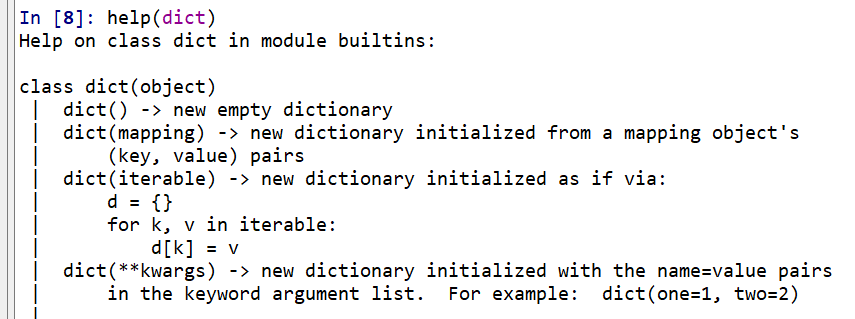 In [8]: help(dict)
Help on class dict in module builtins:
class dict(object)
 |  dict() -> new empty dictionary
 |  dict(mapping) -> new dictionary initialized from a mapping object's
 |      (key, value) pairs
 |  dict(iterable) -> new dictionary initialized as if via:
 |      d = {}
 |      for k, v in iterable:
 |          d[k] = v
 |  dict(**kwargs) -> new dictionary initialized with the name=value pairs
 |      in the keyword argument list.  For example:  dict(one=1, two=2)
 |